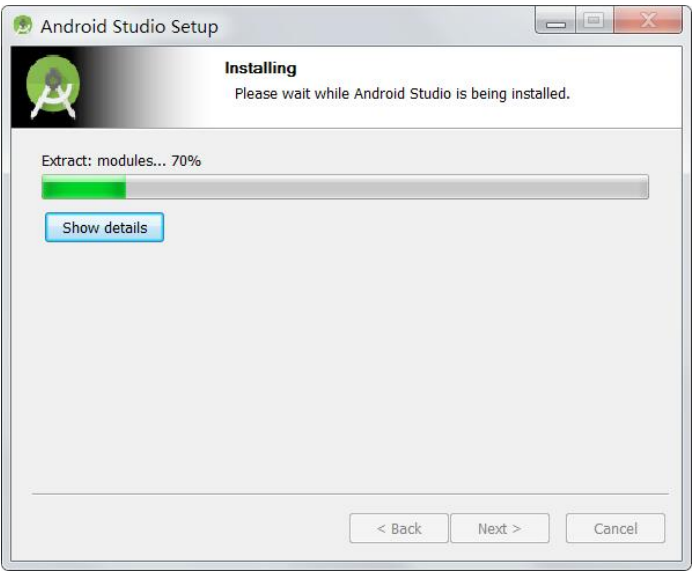 Android Studio Setup
Installing
Please wait while Android Studio is being installed.
Extract: modules... 70%
Show details
< Back
Next >
Cancel